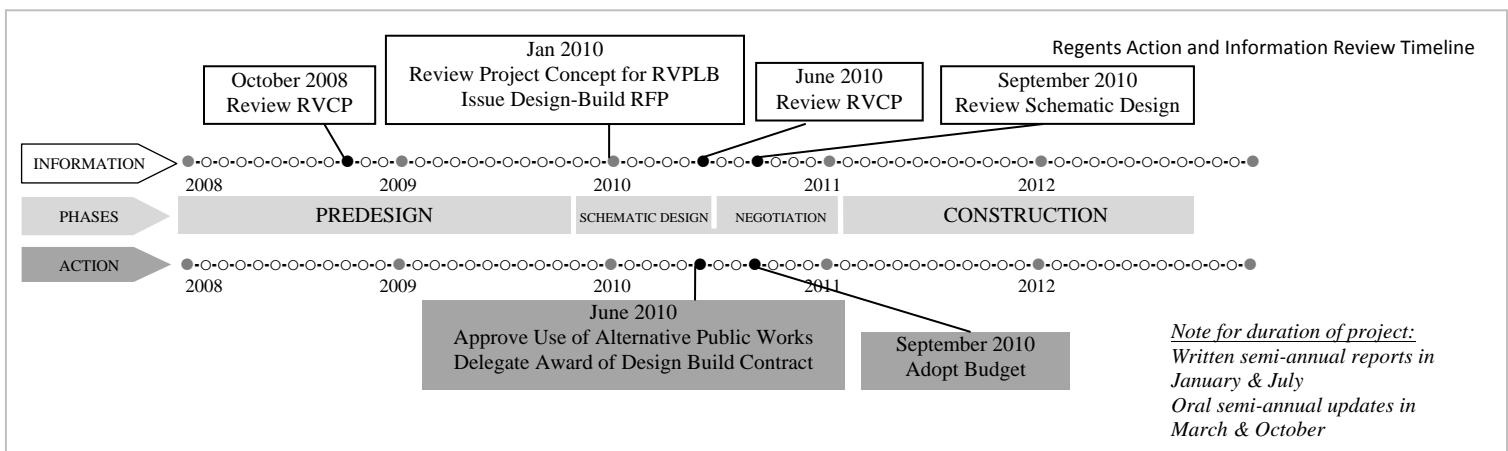 Regents Action and Information Review Timeline
October 2008
Review RVCP
Jan 2010
Review Project Concept for RVPLB
Issue Design-Build RFP
June 2010
Review RVCP
September 2010
Review Schematic Design
INFORMATION
2008
2009
2010
2011
2012
PHASES
PREDESIGN
SCHEMATIC DESIGN
NEGOTIATION
CONSTRUCTION
ACTION
2008
2009
2010
2011
2012
June 2010
Approve Use of Alternative Public Works
Delegate Award of Design Build Contract
September 2010
Adopt Budget
Note for duration of project:
Written semi-annual reports in
January & July
Oral semi-annual updates in
March & October